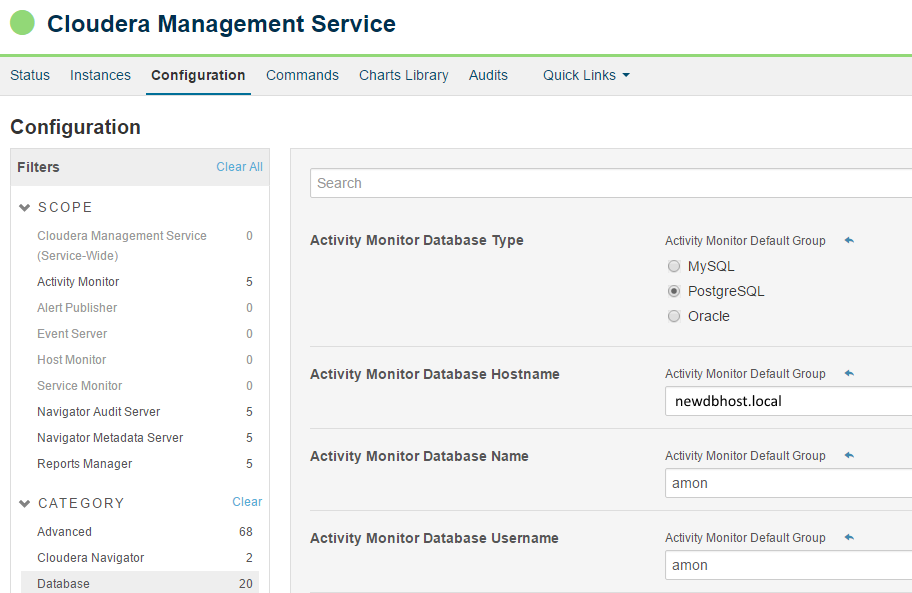 Cloudera Management Service
Status Instances Configuration Commands Charts Library Audits Quick Links
Configuration
Filters Clear All
SCOPE
Cloudera Management Service (Service-Wide) 0
Activity Monitor 5
Alert Publisher 0
Event Server 0
Host Monitor 0
Service Monitor 0
Navigator Audit Server 5
Navigator Metadata Server 5
Reports Manager 5
CATEGORY Clear
Advanced 68
Cloudera Navigator 2
Database 20
Search
Activity Monitor Database Type Activity Monitor Default Group
MySQL
PostgreSQL
Oracle
Activity Monitor Database Hostname Activity Monitor Default Group
newdbhost.local
Activity Monitor Database Name Activity Monitor Default Group
amon
Activity Monitor Database Username Activity Monitor Default Group
amon